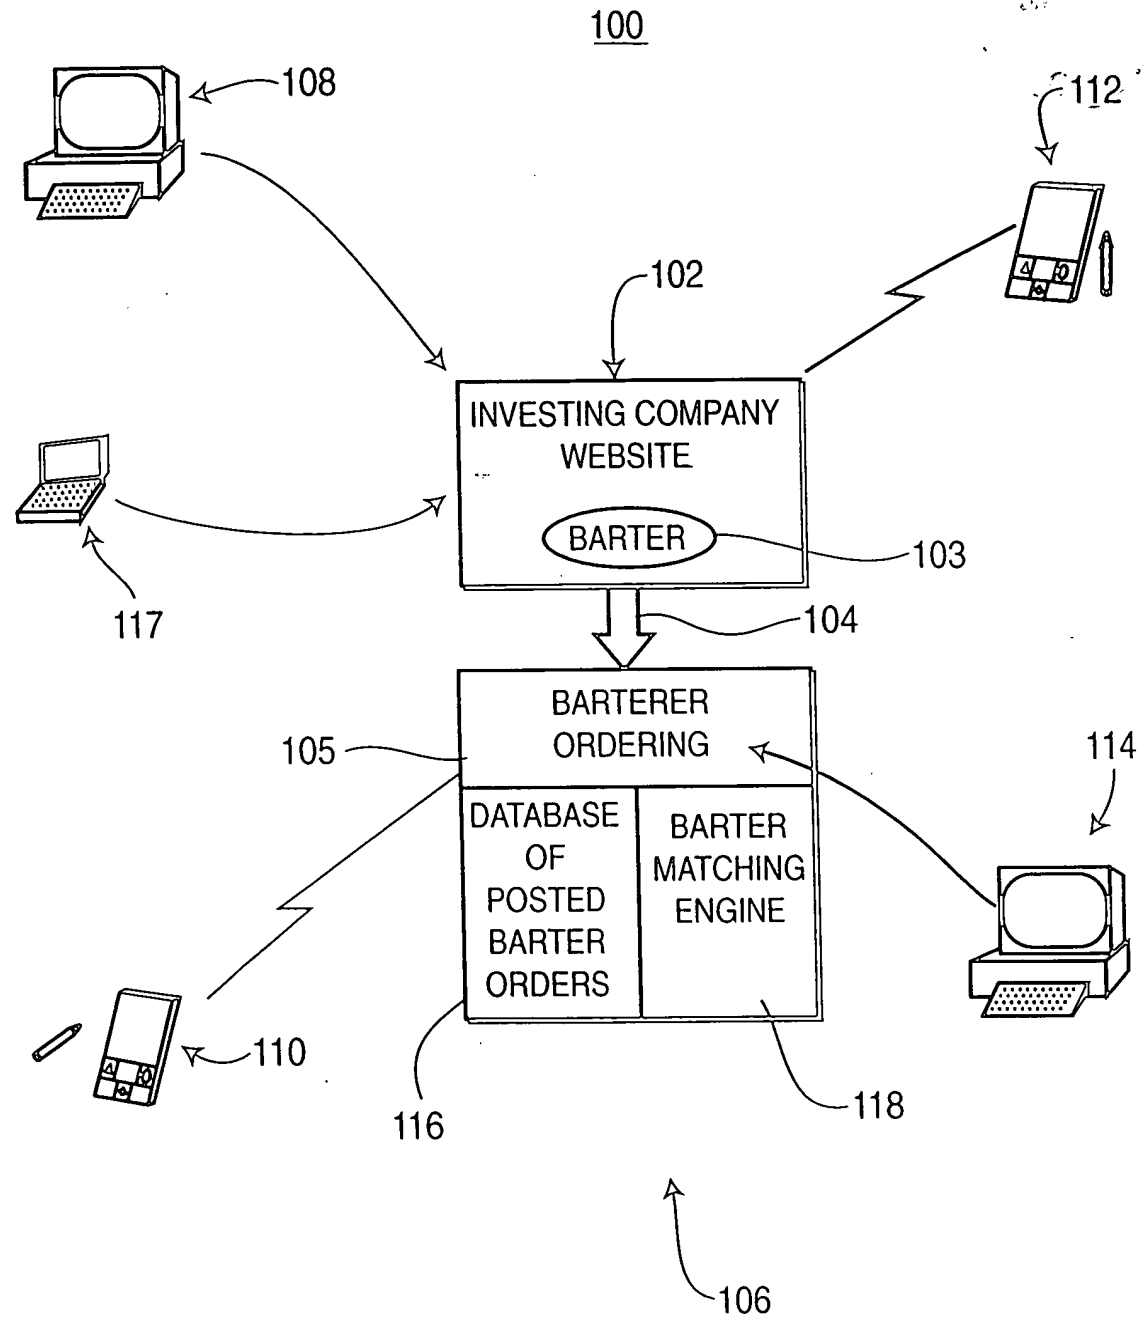 100
108
112
102
INVESTING COMPANY
WEBSITE
BARTER
103
117
104
BARTERER
ORDERING
105
114
DATABASE
OF
POSTED
BARTER
ORDERS
BARTER
MATCHING
ENGINE
110
116
118
106